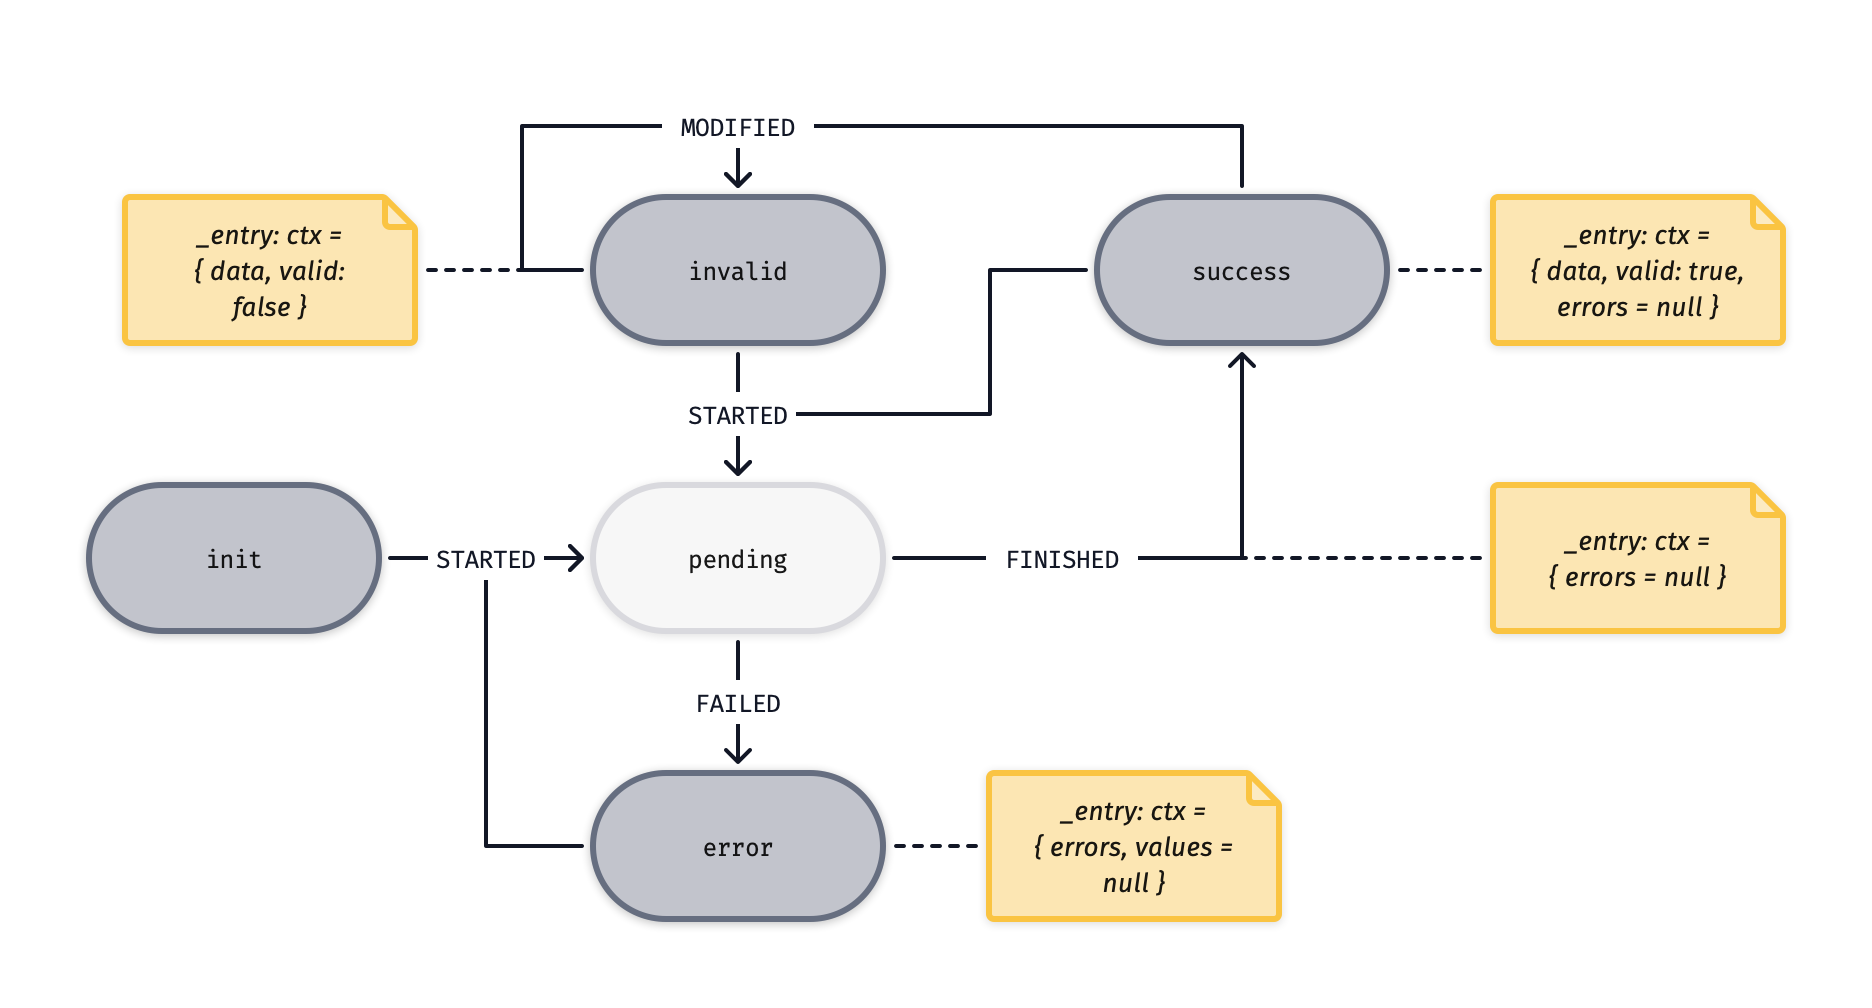 MODIFIED
_entry: ctx =
{ data, valid:
false }
invalid
success
_entry: ctx =
{ data, valid: true,
errors = null }
STARTED
init
STARTED
pending
FINISHED
_entry: ctx =
{ errors = null }
FAILED
error
_entry: ctx =
{ errors, values =
null }